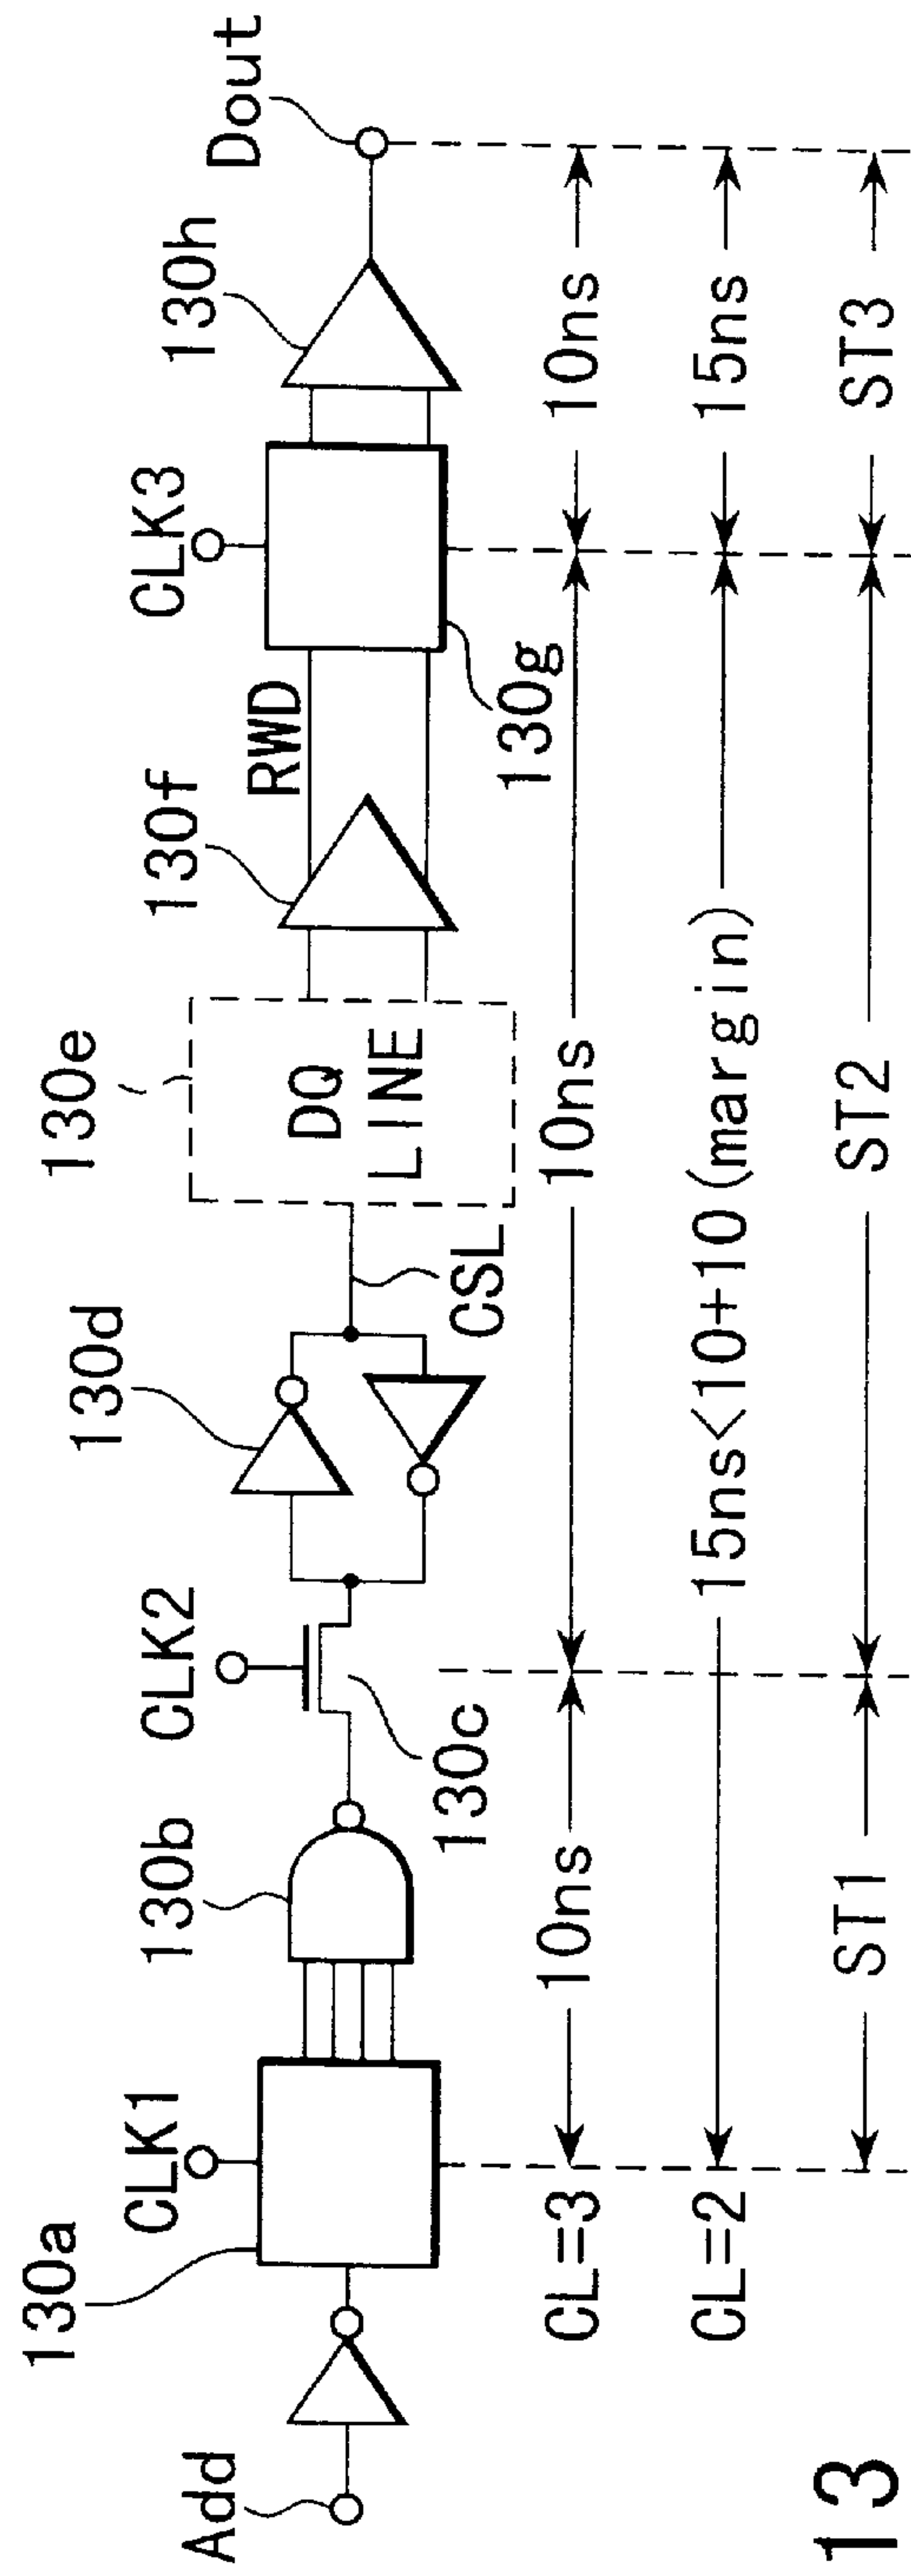 Add
130a
CLK1
130b
CLK2
130c
130d
CSL
130e
DQ
LINE
130f
RWD
CLK3
130g
130h
Dout
CL=3
10ns
10ns
10ns
CL=2
15ns<10+10(margin)
15ns
ST1
ST2
ST3
13